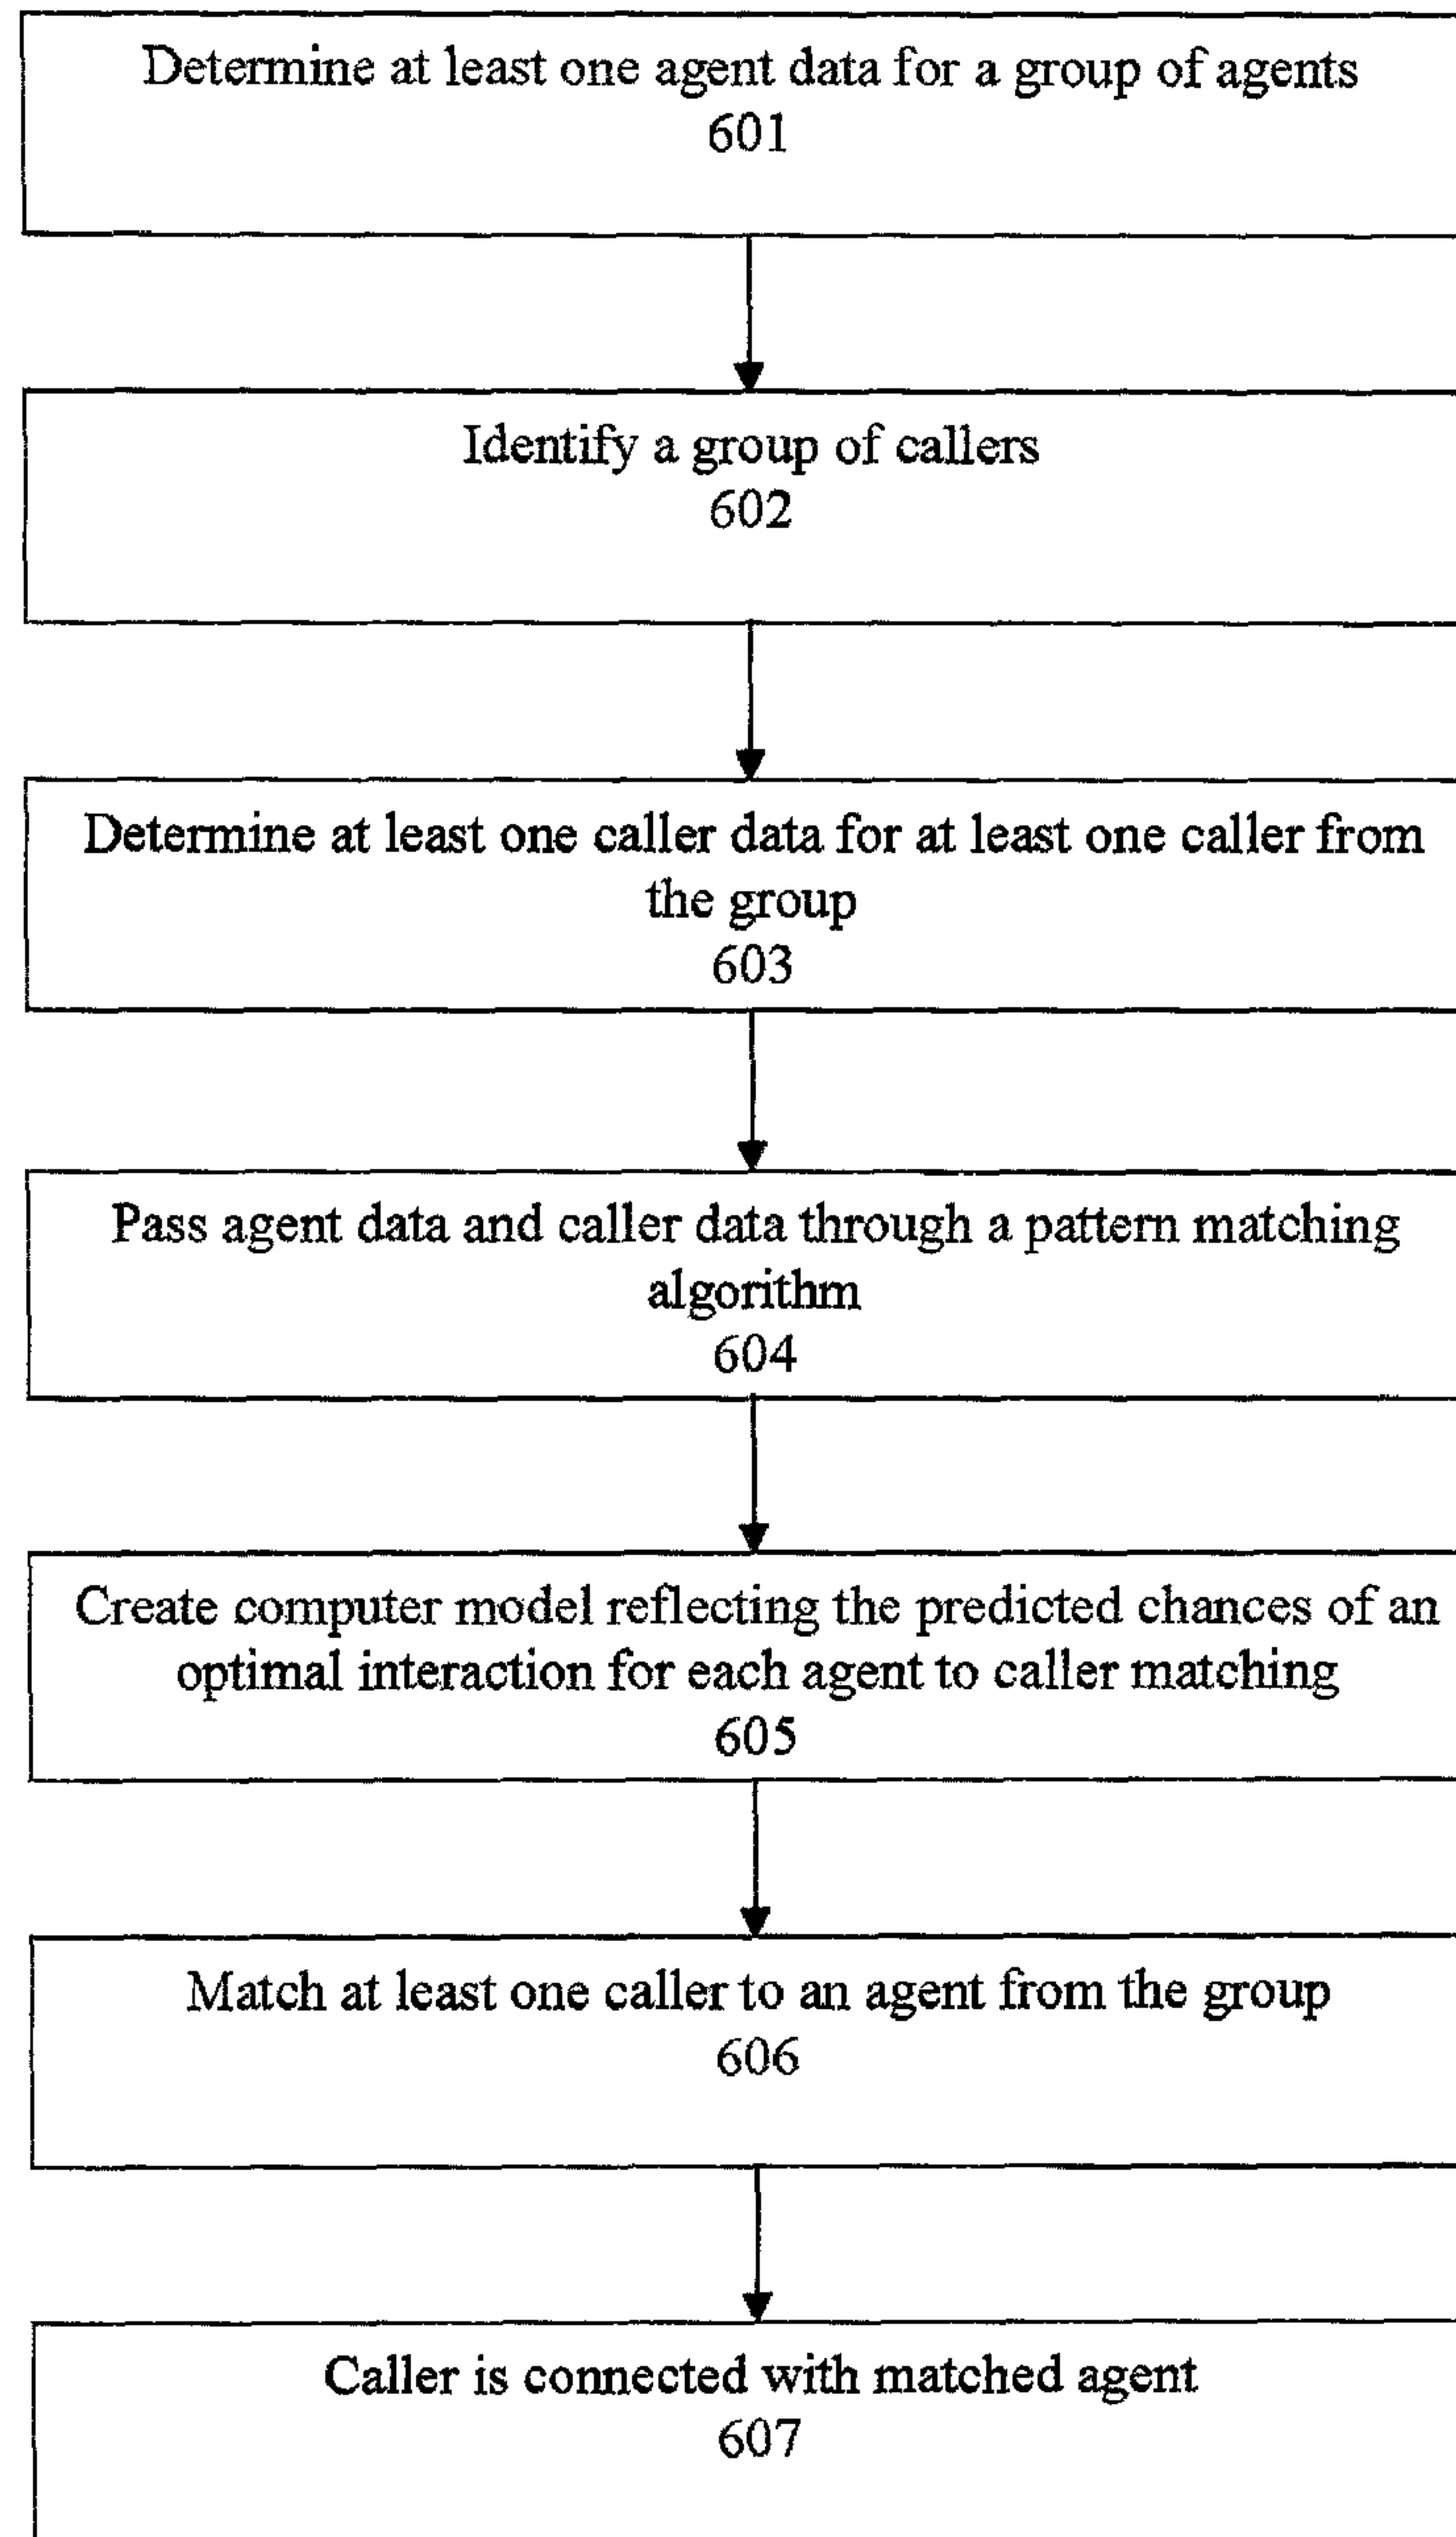 Determine at least one agent data for a group of agents
601
Identify a group of callers
602
Determine at least one caller data for at least one caller from
the group
603
Pass agent data and caller data through a pattern matching
algorithm
604
Create computer model reflecting the predicted chances of an
optimal interaction for each agent to caller matching
605
Match at least one caller to an agent from the group
606
Caller is connected with matched agent
607